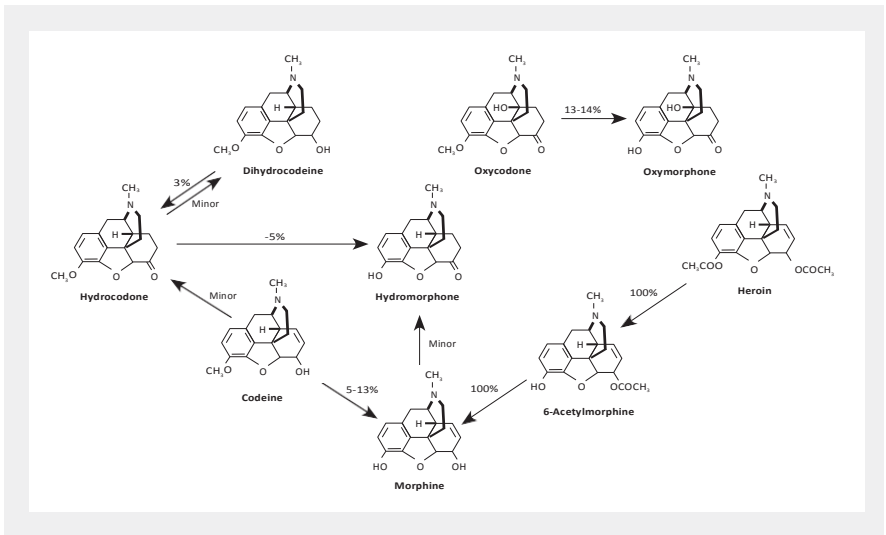 CH₃
N
H
CH₃O
O
OH
Dihydrocodeine
CH₃
N
HO
CH₃O
O
O
Oxycodone
13-14%
CH₃
N
HO
HO
O
O
Oxymorphone
3%
Minor
CH₃
N
H
CH₃O
O
O
Hydrocodone
-5%
CH₃
N
H
HO
O
O
Hydromorphone
CH₃
N
H
CH₃COO
O
OCOCH₃
Heroin
Minor
CH₃
N
H
CH₃O
O
OH
Codeine
Minor
100%
CH₃
N
H
HO
O
OCOCH₃
6-Acetylmorphine
5-13%
100%
CH₃
N
H
HO
O
OH
Morphine